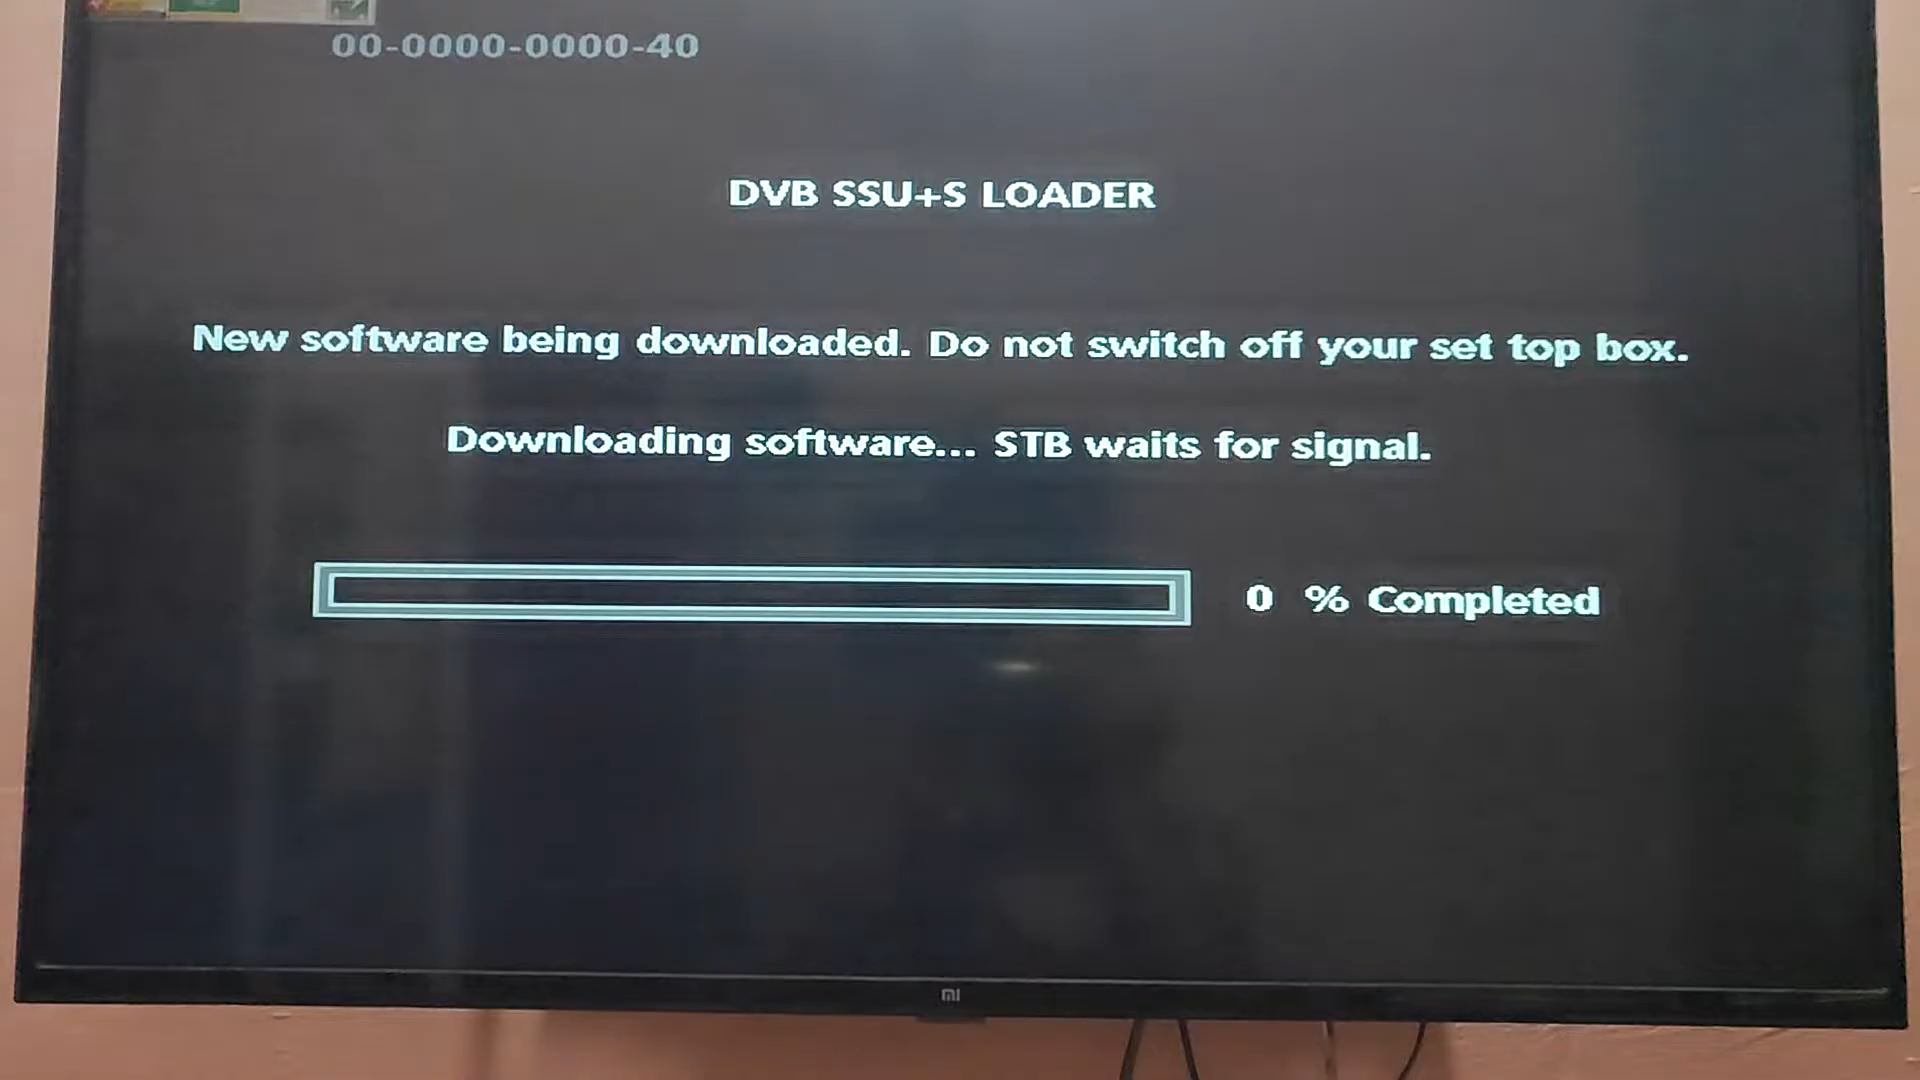 00-0000-0000-40
DVB SSU+S LOADER
New software being downloaded. Do not switch off your set top box.
Downloading software... STB waits for signal.
0 % Completed
mi